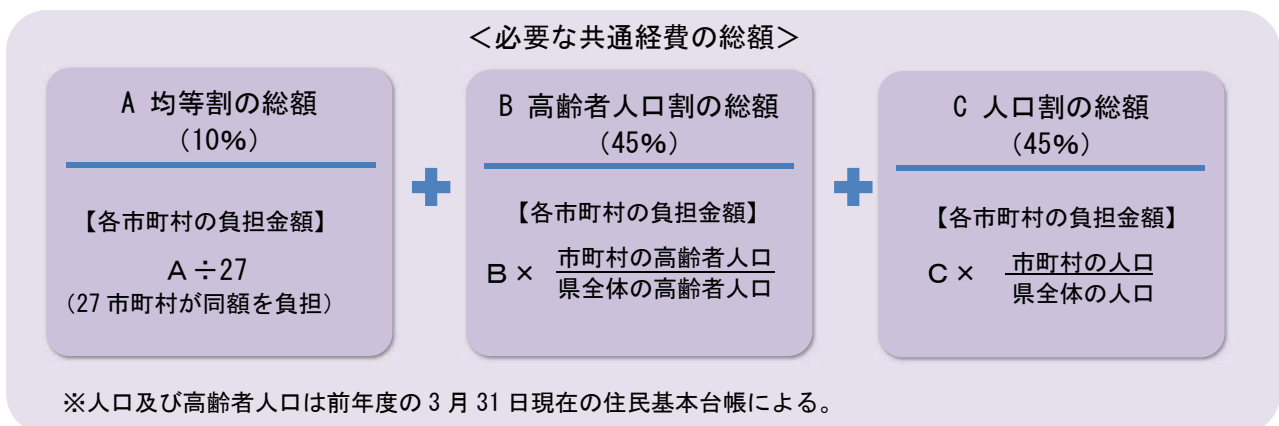 ＜必要な共通経費の総額＞
A 均等割の総額
（10％）
【各市町村の負担金額】
Ａ÷27
（27 市町村が同額を負担）
B 高齢者人口割の総額
（45％）
【各市町村の負担金額】
Ｂ×
市町村の高齢者人口
県全体の高齢者人口
C 人口割の総額
（45％）
【各市町村の負担金額】
Ｃ×
市町村の人口
県全体の人口
※人口及び高齢者人口は前年度の 3 月 31 日現在の住民基本台帳による。